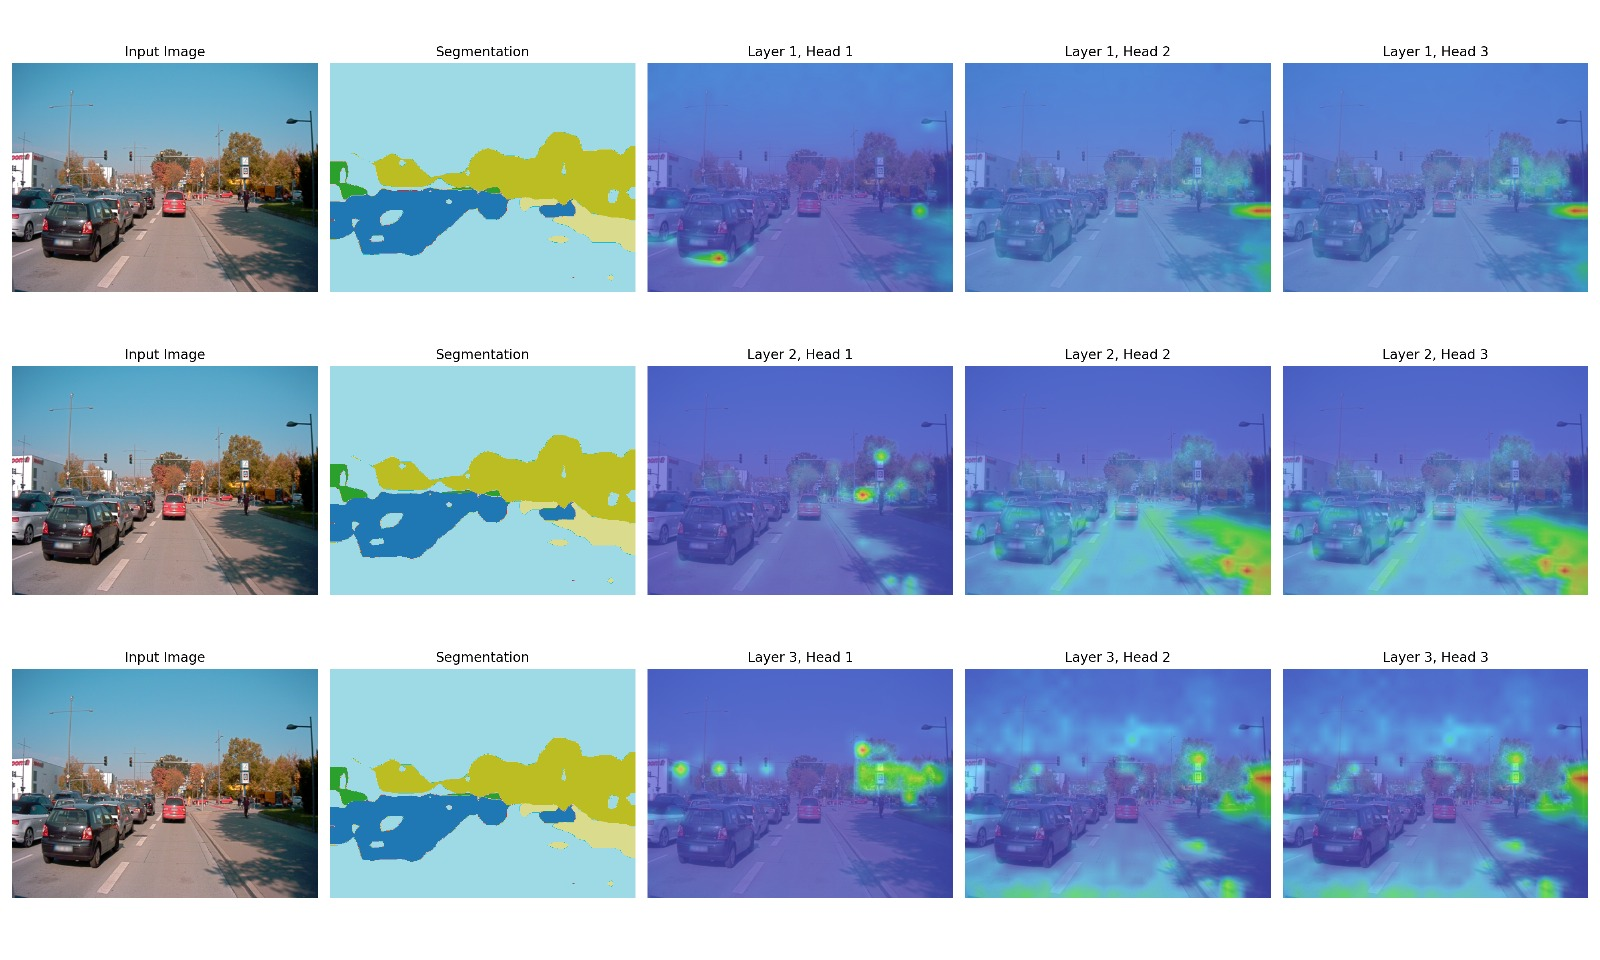 Input Image
Segmentation
Layer 1, Head 1
Layer 1, Head 2
Layer 1, Head 3
Input Image
Segmentation
Layer 2, Head 1
Layer 2, Head 2
Layer 2, Head 3
Input Image
Segmentation
Layer 3, Head 1
Layer 3, Head 2
Layer 3, Head 3